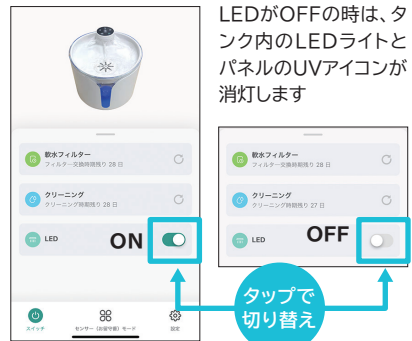 LEDがOFFの時は、タ
ンク内のLEDライトと
パネルのUVアイコンが
消灯します
軟水フィルター
フィルター交換時期残り 28 日
クリーニング
クリーニング時期残り 28 日
LED
ON
スイッチ
センサー（お留守番）モード
設定
軟水フィルター
フィルター交換時期残り 28 日
クリーニング
クリーニング時期残り 27 日
LED
OFF
タップで
切り替え